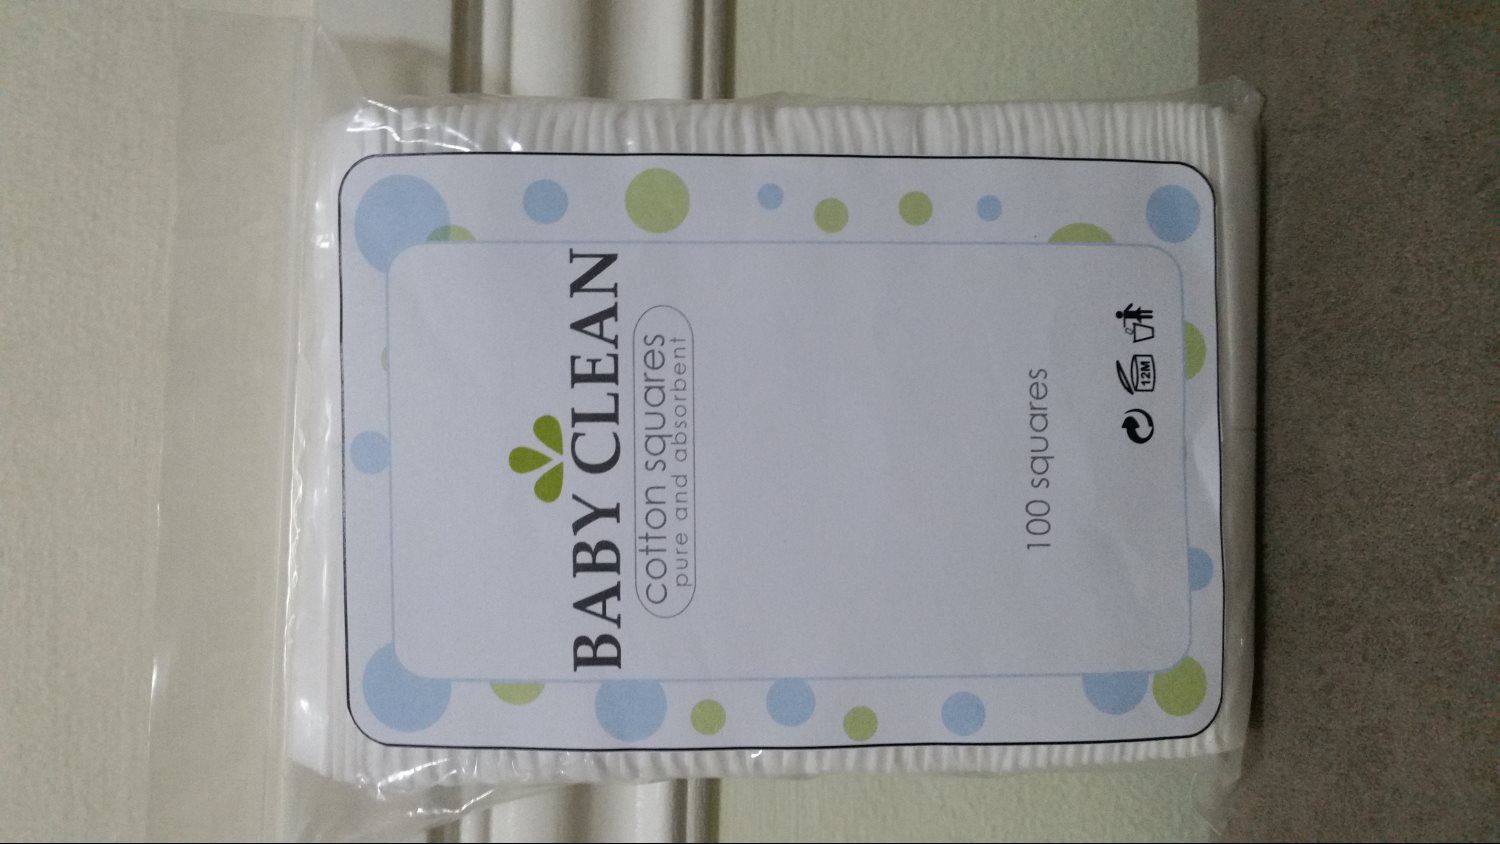 BABY CLEAN
cotton squares
pure and absorbent
100 squares
12M